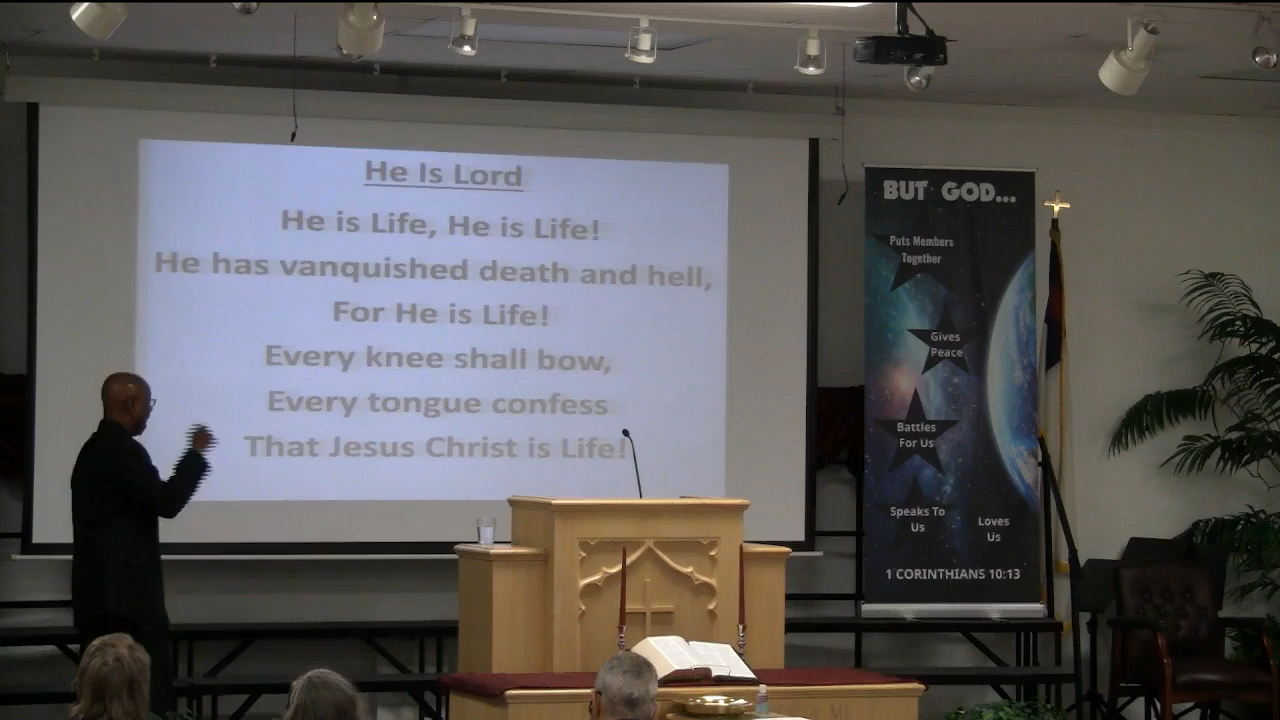 He Is Lord
He is Life, He is Life!
He has vanquished death and hell,
For He is Life!
Every knee shall bow,
Every tongue confess
That Jesus Christ is Life!
BUT GOD...
Puts Members
Together
Gives
Peace
Battles
For Us
Speaks To
Us
Loves
Us
1 CORINTHIANS 10:13